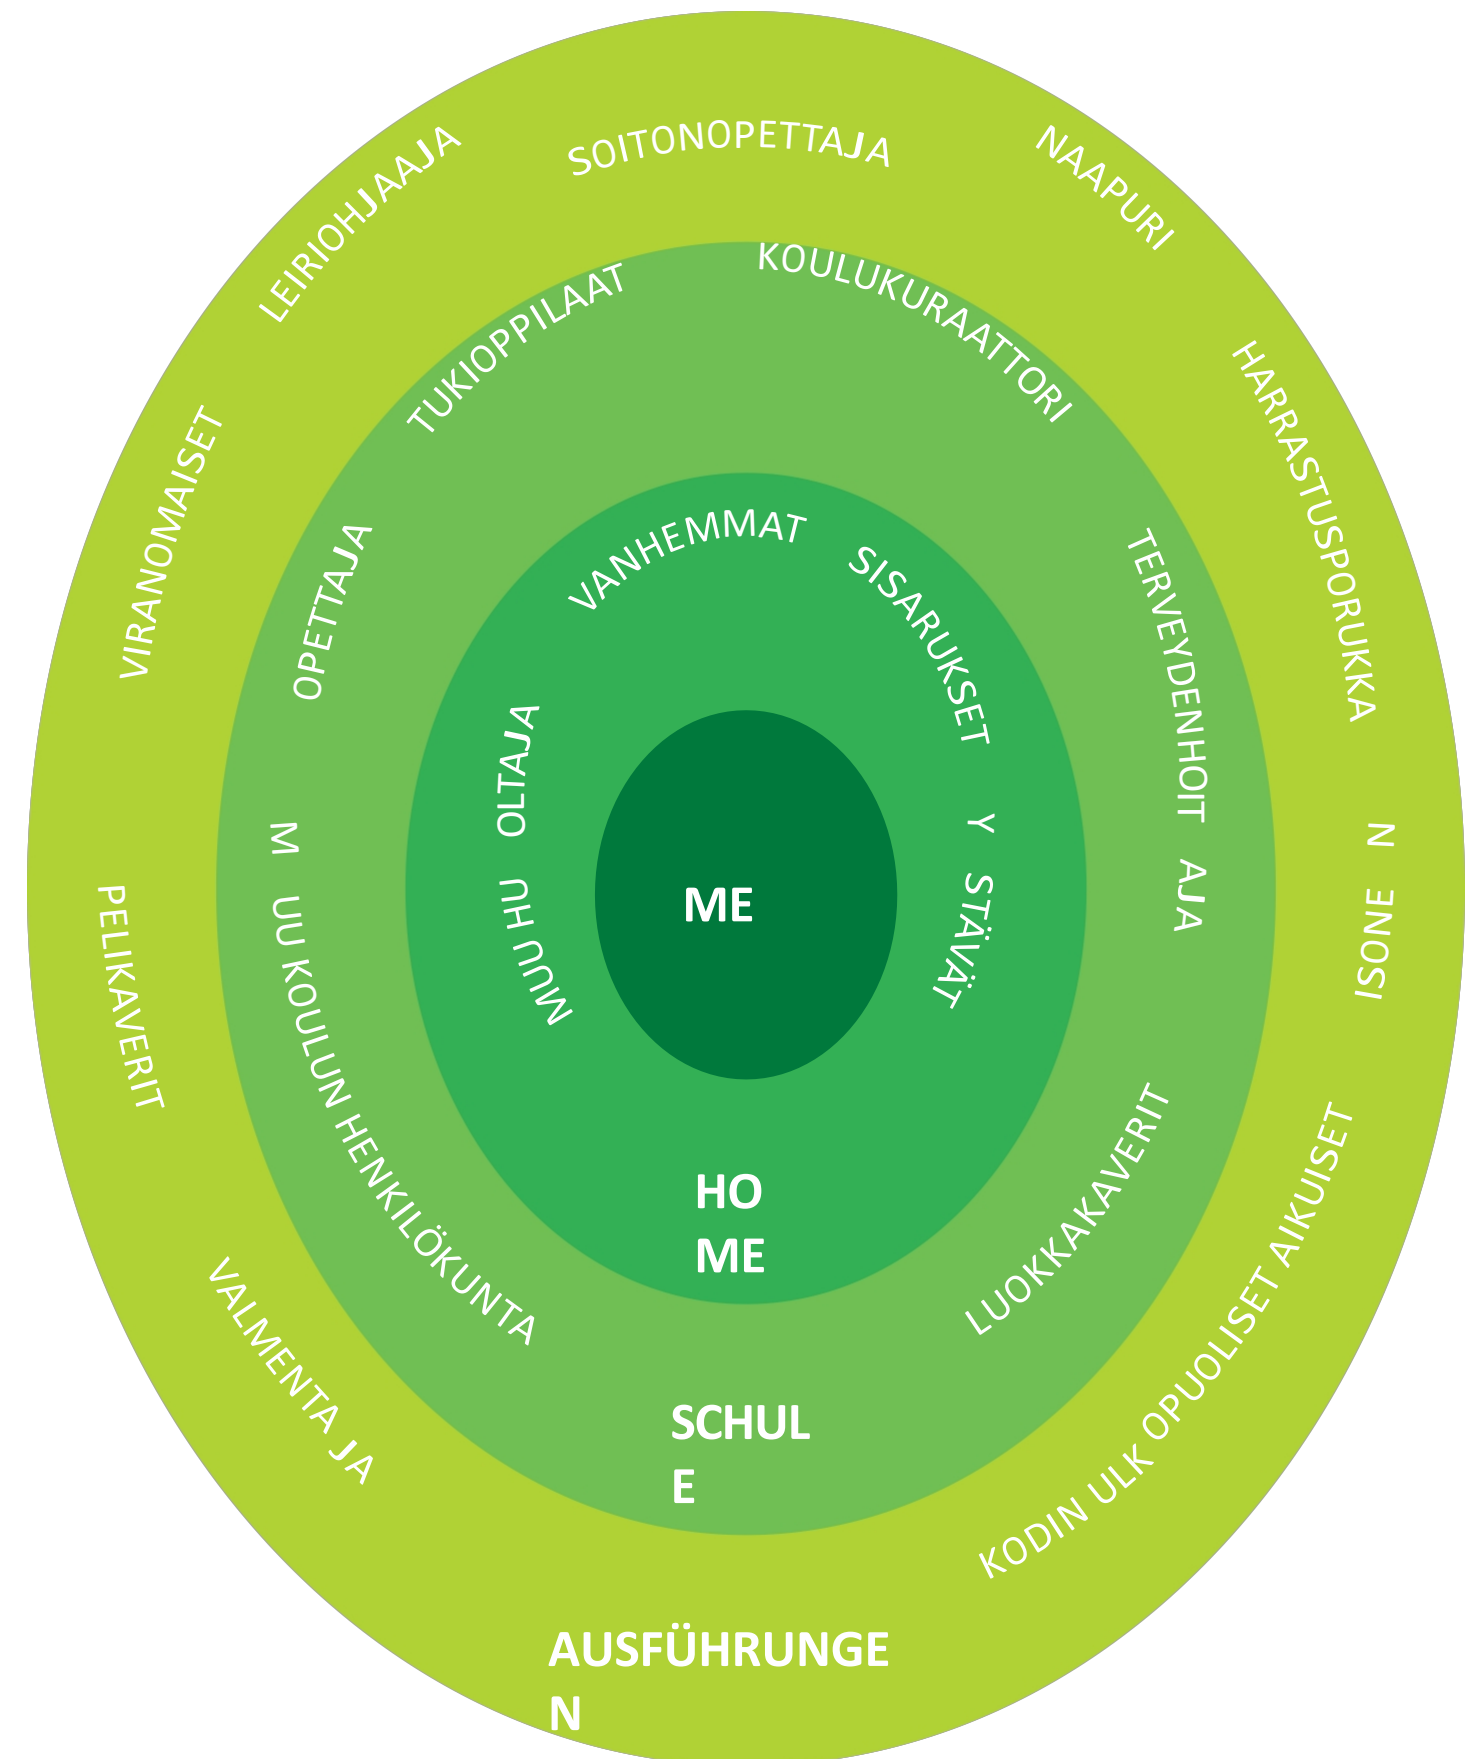 LEIRIOHJAAJA
SOITONOPETTAJA
NAAPURI
TUKIOPPILAAT
KOULUKURAATTORI
HARRASTUSPORUKKA
VIRANOMAISET
OPETTAJA
VANHEMMAT
SISARUKSET
TERVEYDENHOIT AJA
MUU HU OLTAJA
Y STÄVÄT
ME
ISONE N
PELIKAVERIT
M UU KOULUN HENKILÖKUNTA
LUOKKAKAVERIT
KODIN ULK OPUOLISET AIKUISET
VALMENTA JA
HO
ME
SCHUL
E
AUSFÜHRUNGE
N